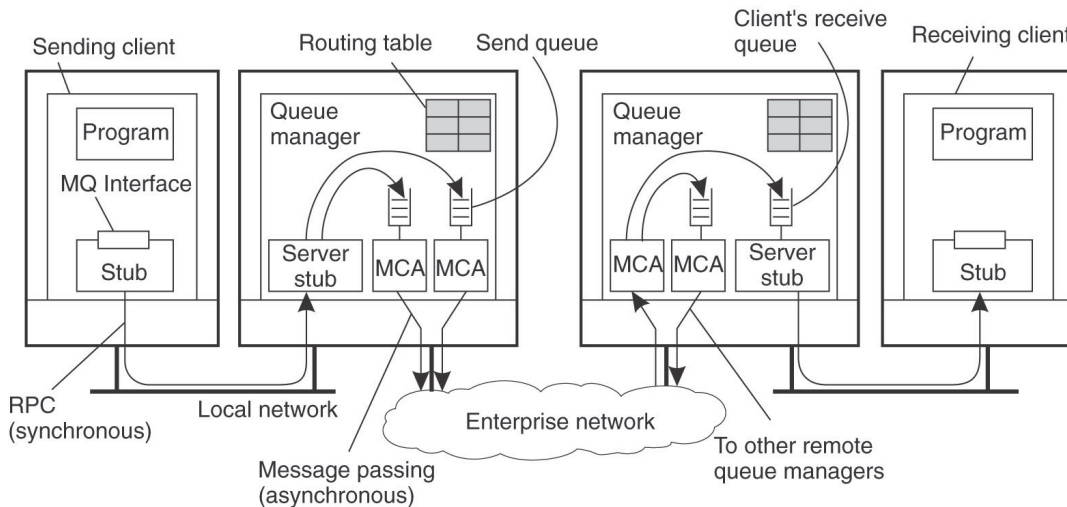 Sending client
Routing table
Send queue
Client's receive
queue
Receiving client
Program
MQ Interface
Stub
Queue
manager
Server
stub
MCA
MCA
Queue
manager
MCA
MCA
Server
stub
Program
Stub
RPC
(synchronous)
Local network
Message passing
(asynchronous)
Enterprise network
To other remote
queue managers